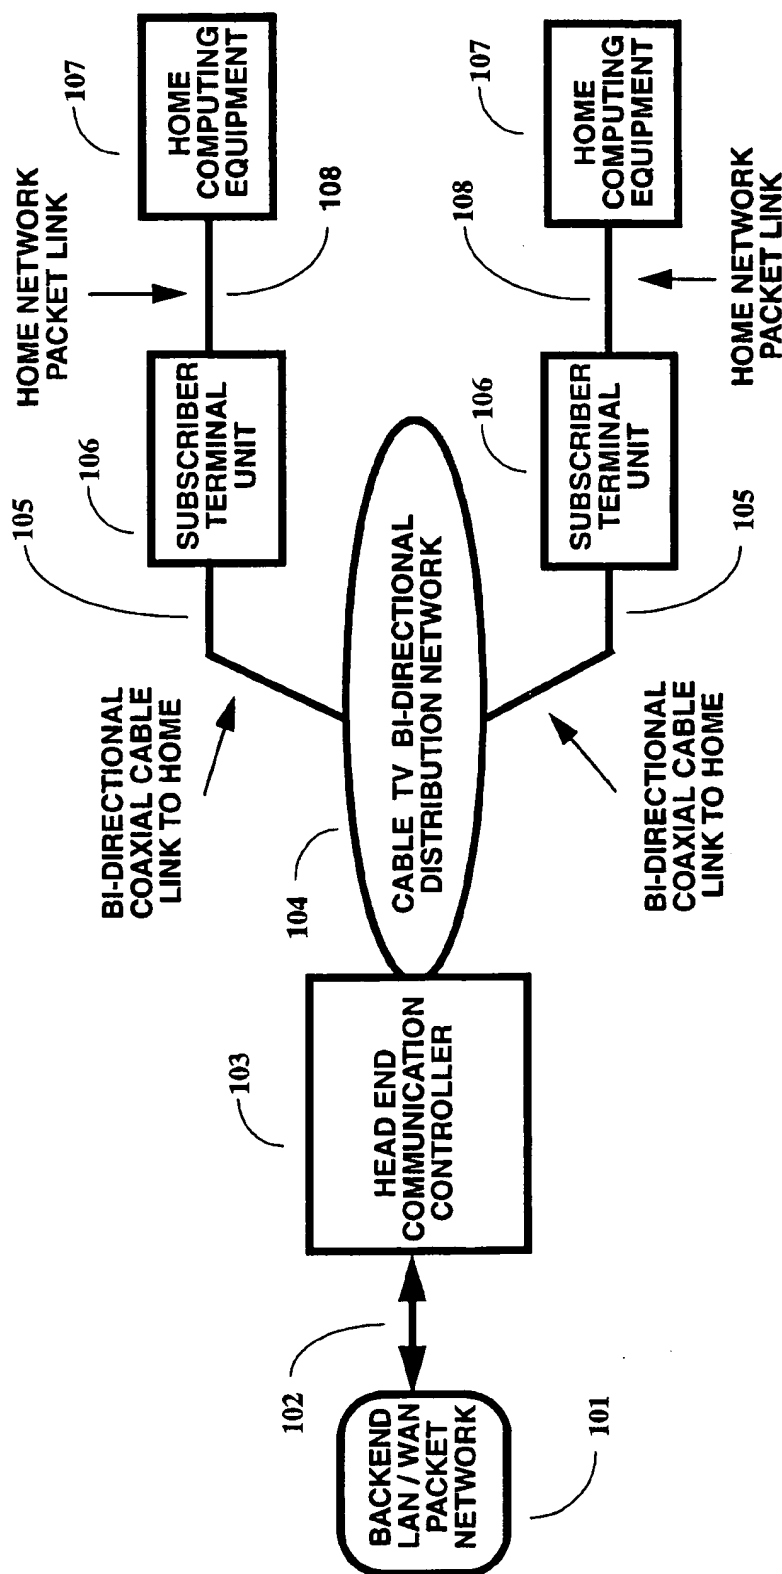 BACKEND
LAN / WAN
PACKET
NETWORK
101
102
HEAD END
COMMUNICATION
CONTROLLER
103
CABLE TV BI-DIRECTIONAL
DISTRIBUTION NETWORK
104
BI-DIRECTIONAL
COAXIAL CABLE
LINK TO HOME
105
SUBSCRIBER
TERMINAL
UNIT
106
HOME NETWORK
PACKET LINK
108
HOME
COMPUTING
EQUIPMENT
107
BI-DIRECTIONAL
COAXIAL CABLE
LINK TO HOME
105
SUBSCRIBER
TERMINAL
UNIT
106
HOME NETWORK
PACKET LINK
108
HOME
COMPUTING
EQUIPMENT
107